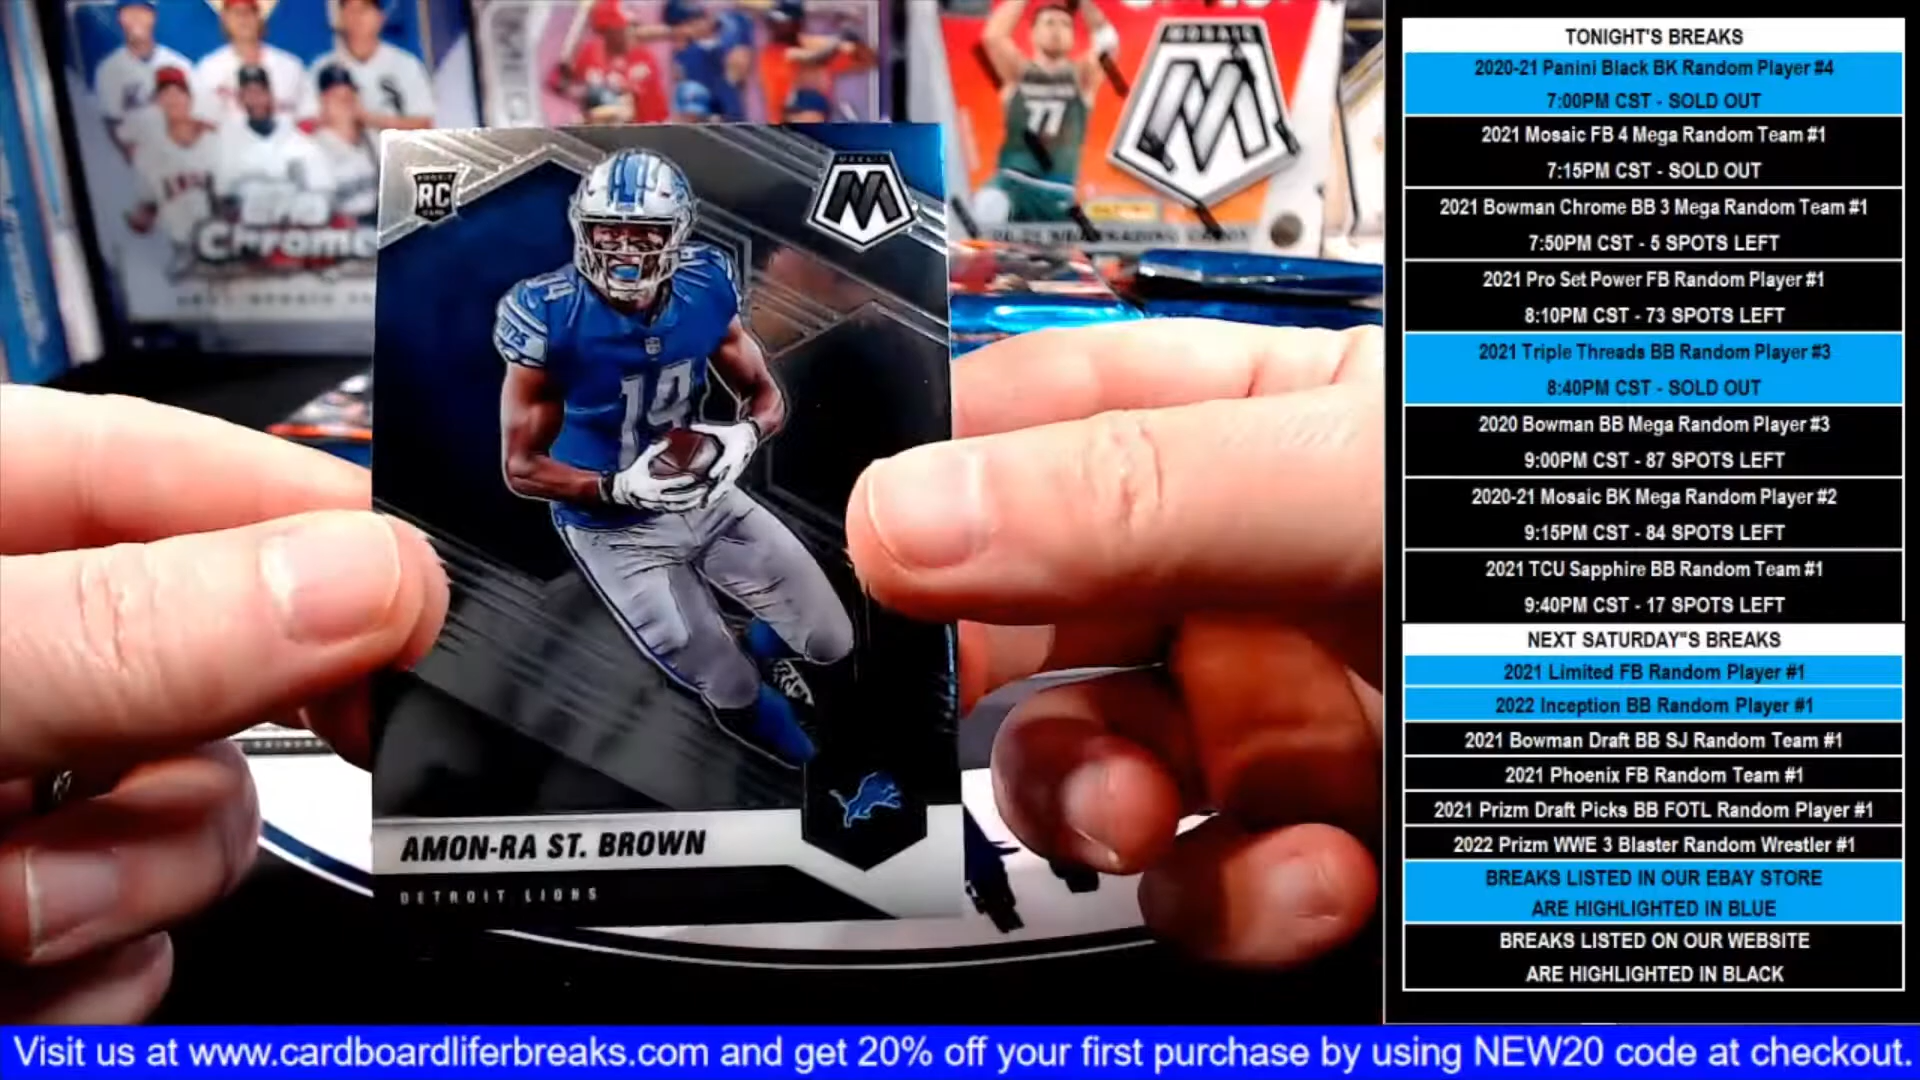 Chrome
MOSAIC
77
ROOKIE
RC
CARD
MOSAIC
14
14
AMON-RA ST. BROWN
DETROIT LIONS
TONIGHT'S BREAKS
2020-21 Panini Black BK Random Player #4
7:00PM CST - SOLD OUT
2021 Mosaic FB 4 Mega Random Team #1
7:15PM CST - SOLD OUT
2021 Bowman Chrome BB 3 Mega Random Team #1
7:50PM CST - 5 SPOTS LEFT
2021 Pro Set Power FB Random Player #1
8:10PM CST - 73 SPOTS LEFT
2021 Triple Threads BB Random Player #3
8:40PM CST - SOLD OUT
2020 Bowman BB Mega Random Player #3
9:00PM CST - 87 SPOTS LEFT
2020-21 Mosaic BK Mega Random Player #2
9:15PM CST - 84 SPOTS LEFT
2021 TCU Sapphire BB Random Team #1
9:40PM CST - 17 SPOTS LEFT
NEXT SATURDAY"S BREAKS
2021 Limited FB Random Player #1
2022 Inception BB Random Player #1
2021 Bowman Draft BB SJ Random Team #1
2021 Phoenix FB Random Team #1
2021 Prizm Draft Picks BB FOTL Random Player #1
2022 Prizm WWE 3 Blaster Random Wrestler #1
BREAKS LISTED IN OUR EBAY STORE
ARE HIGHLIGHTED IN BLUE
BREAKS LISTED ON OUR WEBSITE
ARE HIGHLIGHTED IN BLACK
Visit us at www.cardboardliferbreaks.com and get 20% off your first purchase by using NEW20 code at checkout.